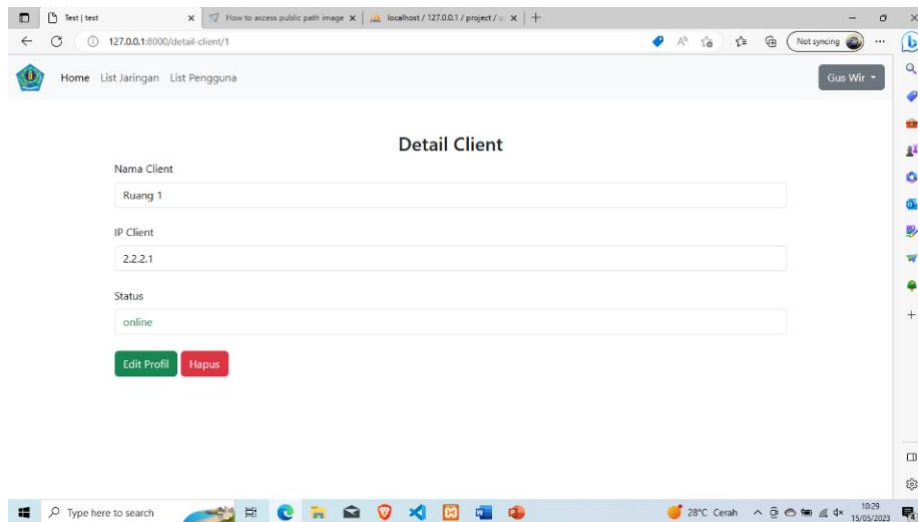 Test | test
How to access public path image
localhost / 127.0.0.1 / project /
127.0.0.1:8000/detail-client/1
Not syncing
Home List Jaringan List Pengguna
Gus Wir
Detail Client
Nama Client
Ruang 1
IP Client
2.2.2.1
Status
online
Edit Profil Hapus
Type here to search
28°C Cerah
10:29
15/05/2023